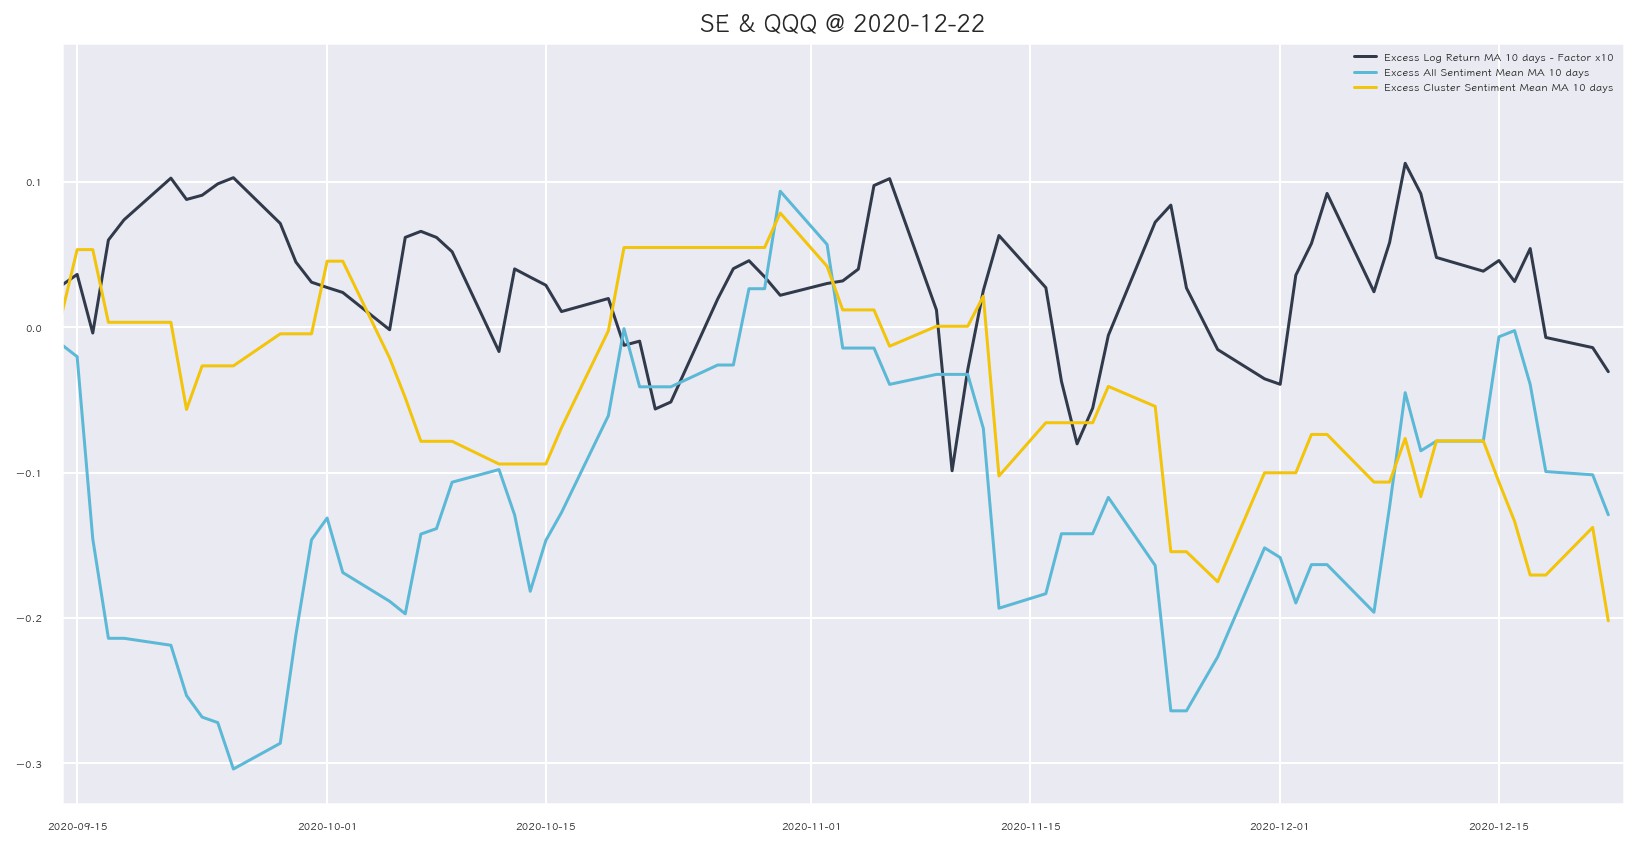 SE & QQQ @ 2020-12-22
Excess Log Return MA 10 days - Factor x10
Excess All Sentiment Mean MA 10 days
Excess Cluster Sentiment Mean MA 10 days
0.1
0.0
−0.1
−0.2
−0.3
2020-09-15 2020-10-01 2020-10-15 2020-11-01 2020-11-15 2020-12-01 2020-12-15